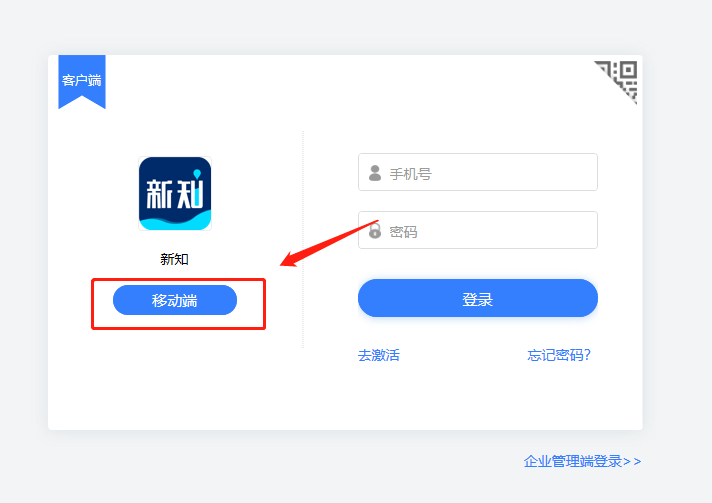 客户端
新知
新知
移动端
手机号
密码
登录
去激活
忘记密码?
企业管理端登录>>